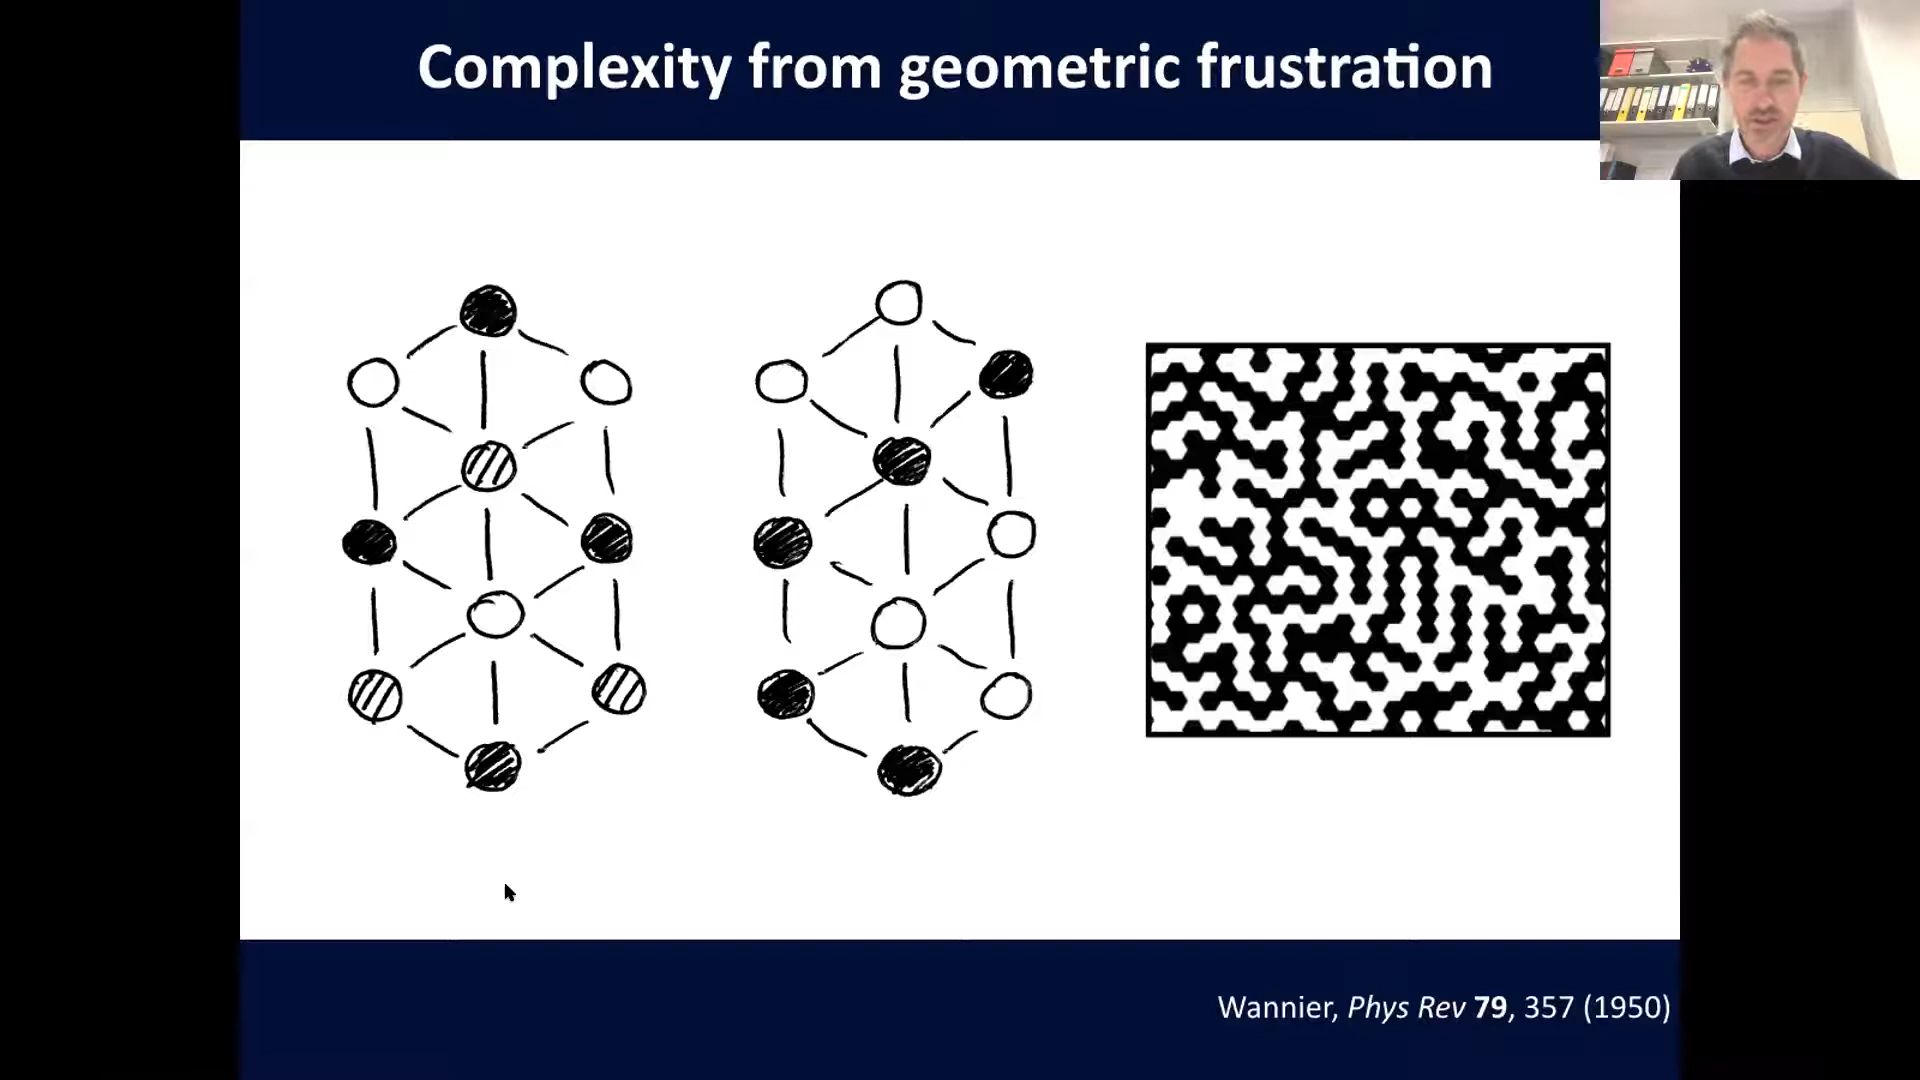 Complexity from geometric frustration
Wannier, Phys Rev 79, 357 (1950)